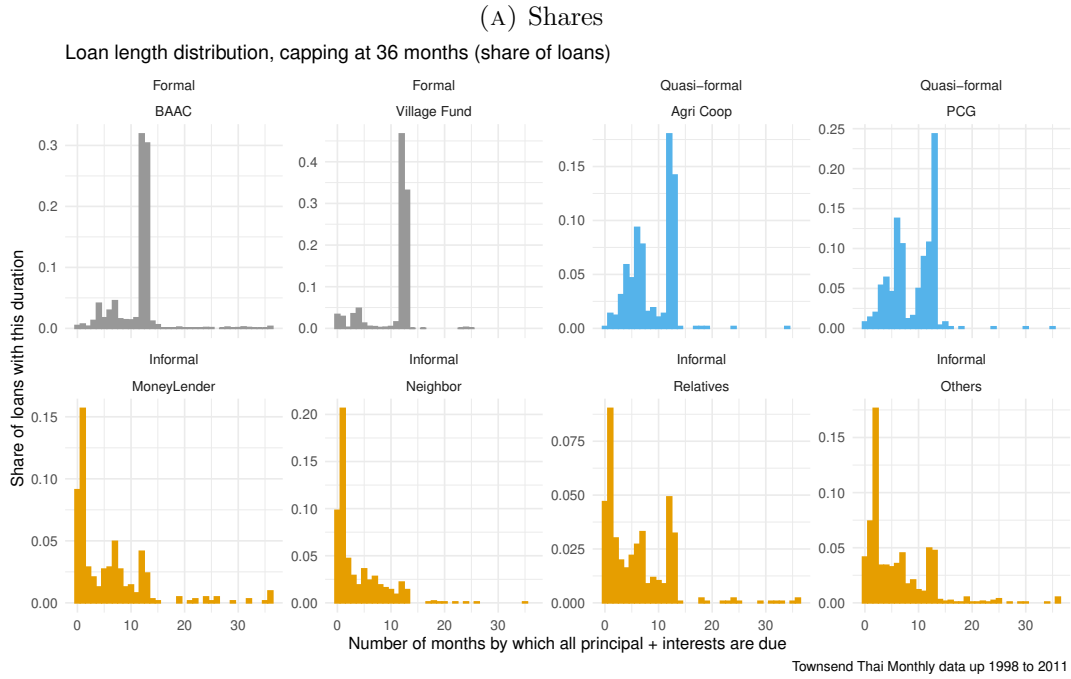 (A) Shares
Loan length distribution, capping at 36 months (share of loans)
Formal
BAAC
Formal
Village Fund
Quasi−formal
Agri Coop
Quasi−formal
PCG
0.3
0.2
0.1
0.0
0.4
0.3
0.2
0.1
0.0
0.15
0.10
0.05
0.00
0.25
0.20
0.15
0.10
0.05
0.00
Informal
MoneyLender
Informal
Neighbor
Informal
Relatives
Informal
Others
0.15
0.10
0.05
0.00
0.20
0.15
0.10
0.05
0.00
0.075
0.050
0.025
0.000
0.15
0.10
0.05
0.00
0 10 20 30
0 10 20 30
0 10 20 30
0 10 20 30
Share of loans with this duration
Number of months by which all principal + interests are due
Townsend Thai Monthly data up 1998 to 2011